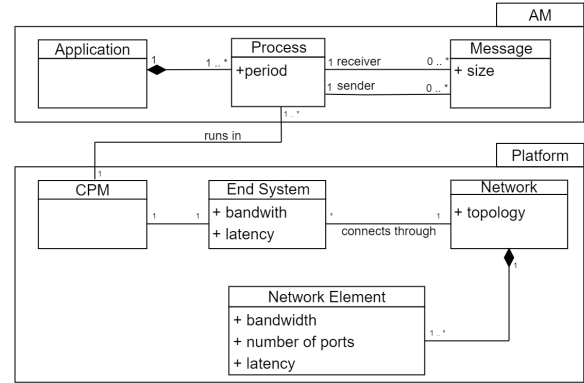 AM
Application
Process
Message
1
1 .. *
+period
1 receiver
0 .. *
+ size
1 sender
0 .. *
1 .. *
runs in
Platform
1
CPM
End System
Network
1
1
+ bandwith
*
1
+ topology
+ latency
connects through
1
Network Element
+ bandwidth
1 .. *
+ number of ports
+ latency